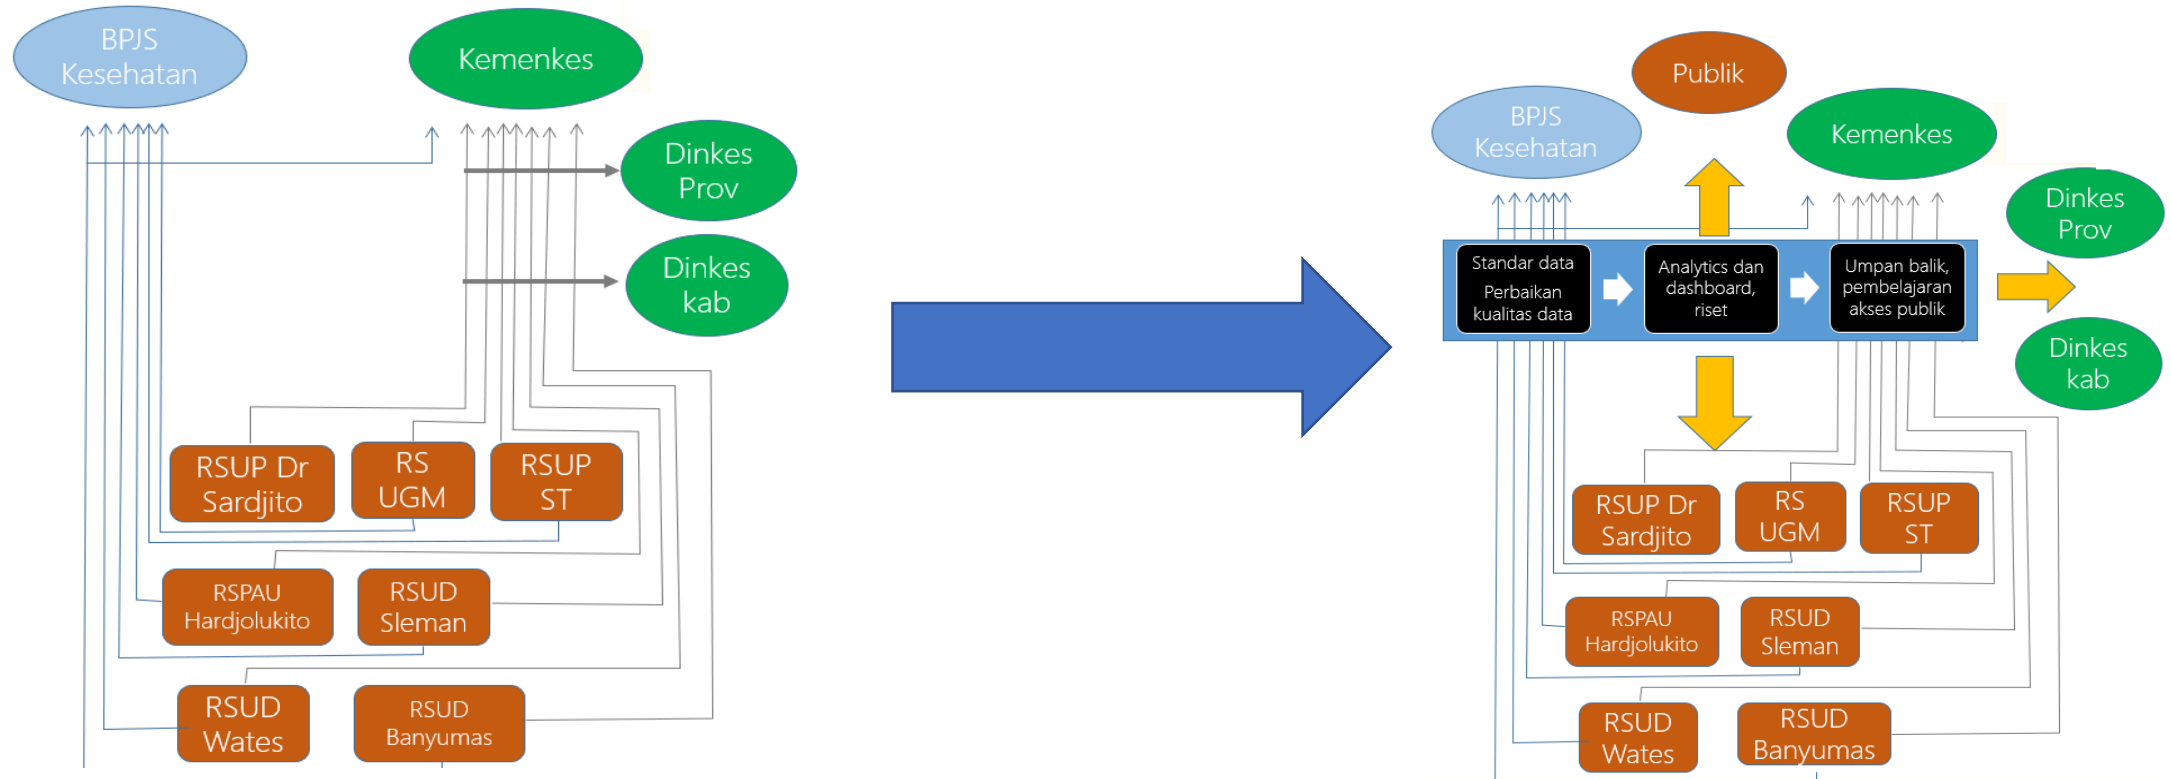 BPJS
Kesehatan
Kemenkes
Dinkes
Prov
Dinkes
kab
RSUP Dr
Sardjito
RS
UGM
RSUP
ST
RSPAU
Hardjolukito
RSUD
Sleman
RSUD
Wates
RSUD
Banyumas
Publik
BPJS
Kesehatan
Kemenkes
Dinkes
Prov
Standar data
Perbaikan
kualitas data
Analytics dan
dashboard,
riset
Umpan balik,
pembelajaran
akses publik
Dinkes
kab
RSUP Dr
Sardjito
RS
UGM
RSUP
ST
RSPAU
Hardjolukito
RSUD
Sleman
RSUD
Wates
RSUD
Banyumas